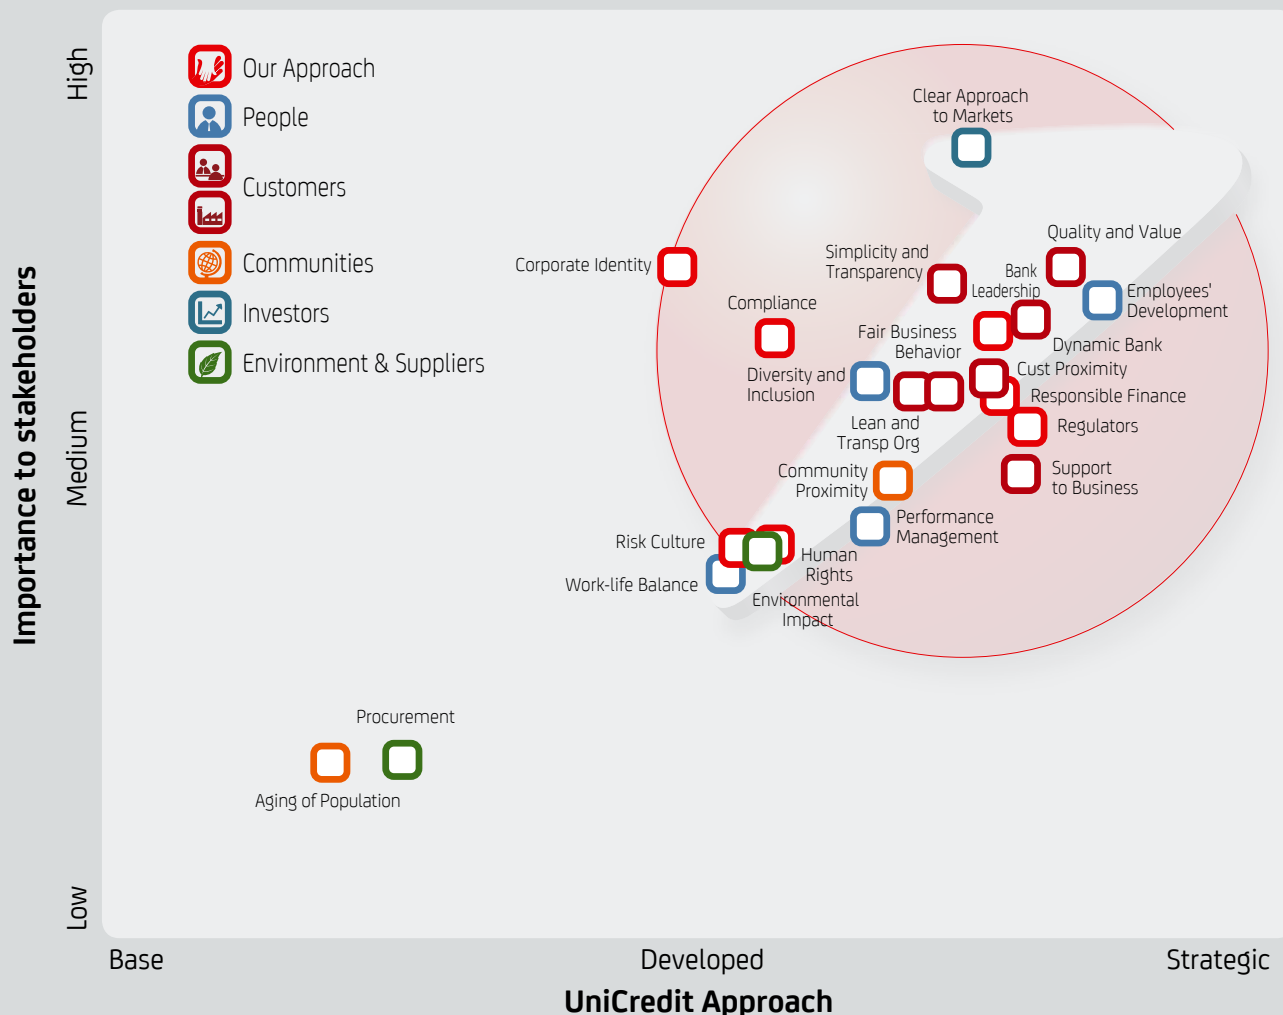 High
Medium
Low
Importance to stakeholders
Our Approach
People
Customers
Communities
Investors
Environment & Suppliers
Clear Approach
to Markets
Quality and Value
Corporate Identity
Simplicity and
Transparency
Bank
Leadership
Employees'
Development
Compliance
Fair Business
Behavior
Dynamic Bank
Diversity and
Inclusion
Cust Proximity
Responsible Finance
Lean and
Transp Org
Regulators
Community
Proximity
Support
to Business
Performance
Management
Risk Culture
Human
Rights
Work-life Balance
Environmental
Impact
Procurement
Aging of Population
Base
Developed
Strategic
UniCredit Approach